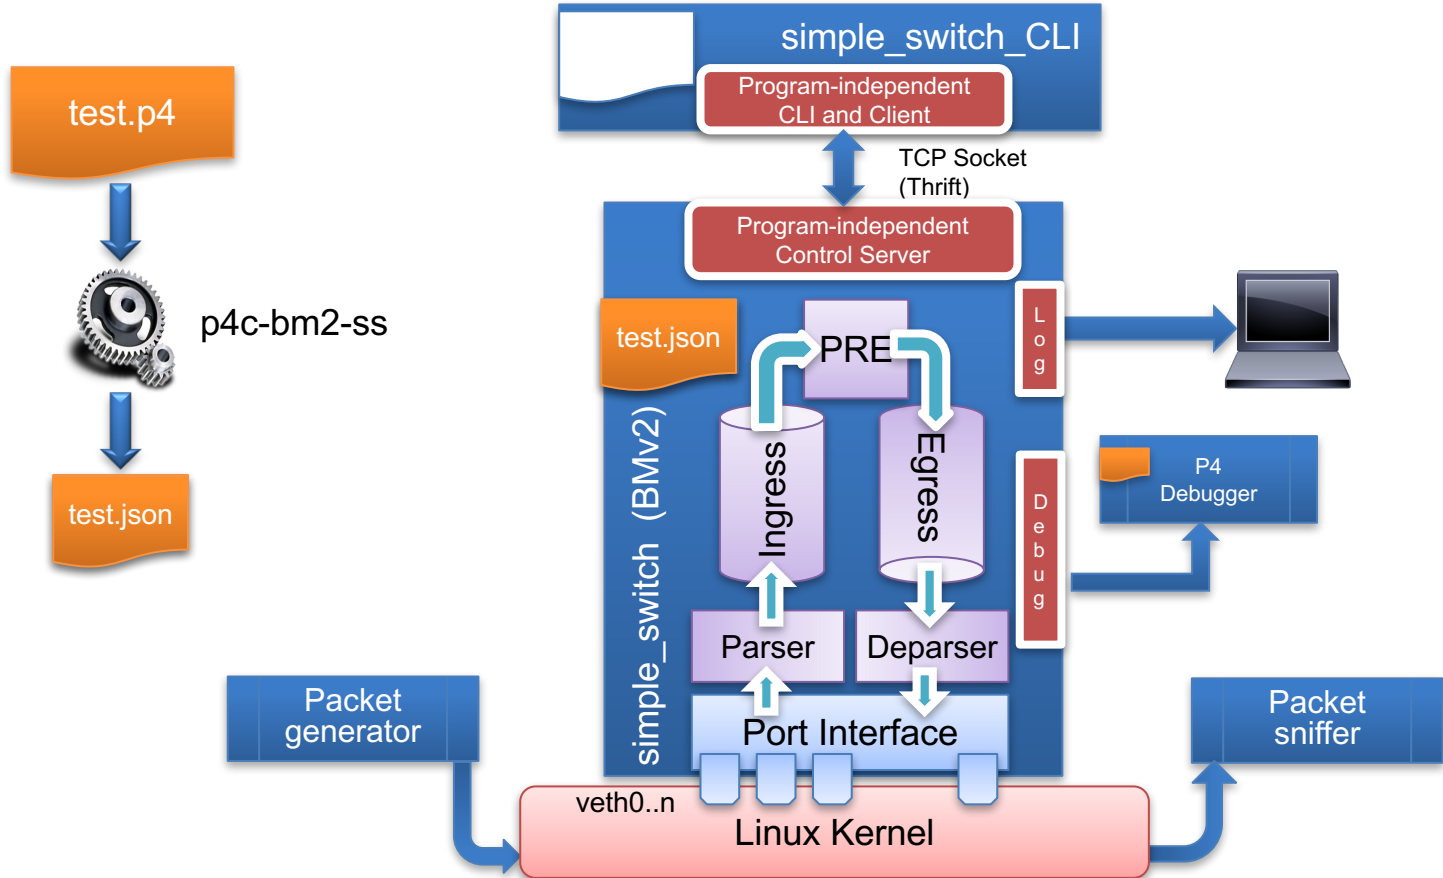 simple_switch_CLI
Program-independent
CLI and Client
test.p4
TCP Socket
(Thrift)
Program-independent
Control Server
p4c-bm2-ss
test.json
PRE
Log
Ingress
Egress
simple_switch (BMv2)
P4
Debugger
test.json
Debug
Parser
Deparser
Packet
generator
Port Interface
Packet
sniffer
veth0..n
Linux Kernel